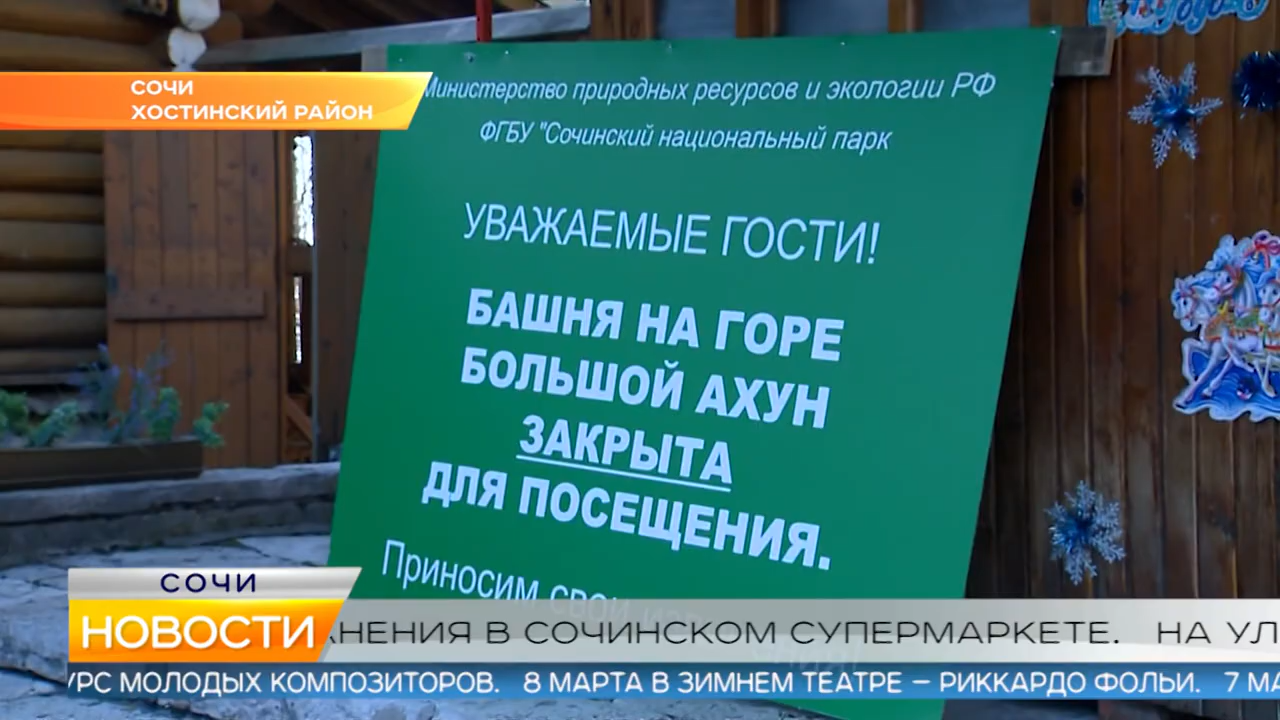 СОЧИ
ХОСТИНСКИЙ РАЙОН
Министерство природных ресурсов и экологии РФ
ФГБУ "Сочинский национальный парк
УВАЖАЕМЫЕ ГОСТИ!
БАШНЯ НА ГОРЕ
БОЛЬШОЙ АХУН
ЗАКРЫТА
ДЛЯ ПОСЕЩЕНИЯ.
Приносим свои
СОЧИ
НОВОСТИ
АНЕНИЯ В СОЧИНСКОМ СУПЕРМАРКЕТЕ. НА УЛ
УРС МОЛОДЫХ КОМПОЗИТОРОВ. 8 МАРТА В ЗИМНЕМ ТЕАТРЕ – РИККАРДО ФОЛЬИ. 7 МА